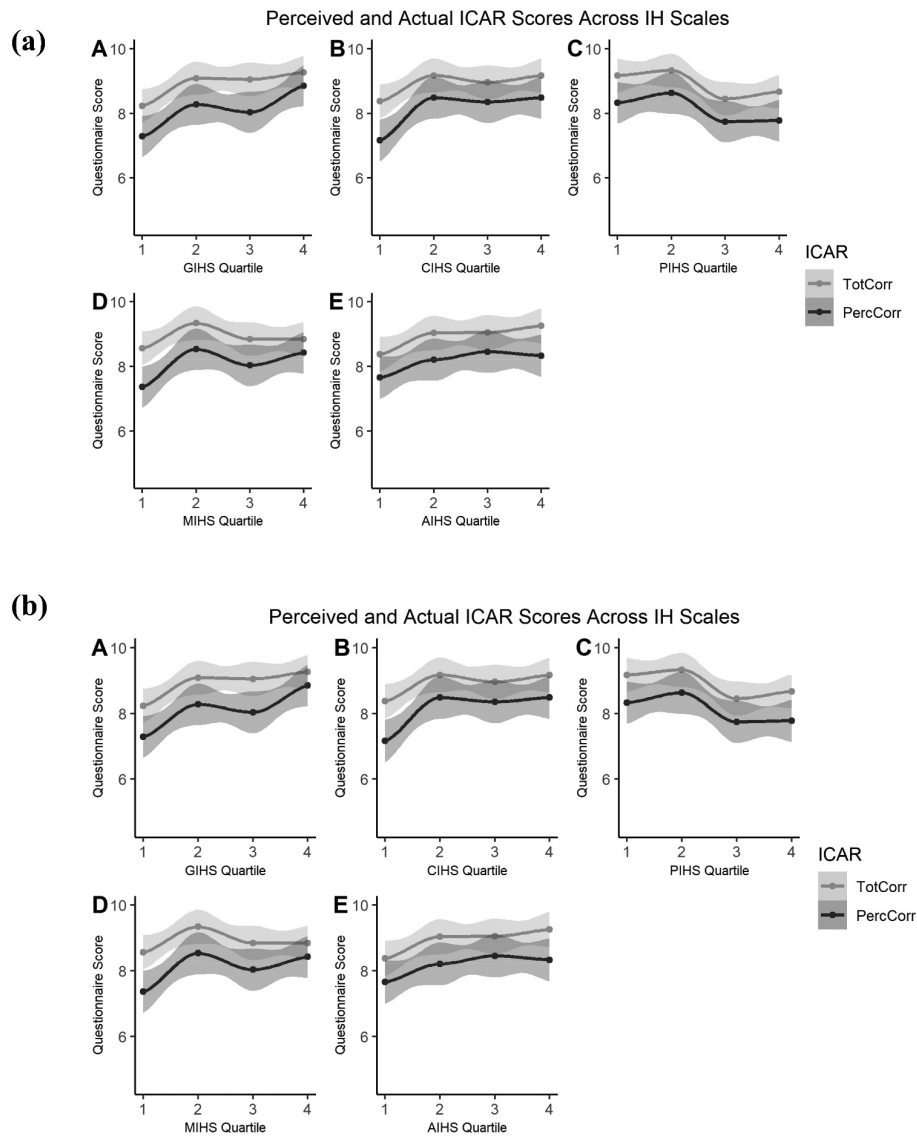 (a)
Perceived and Actual ICAR Scores Across IH Scales
A
10
8
6
Questionnaire Score
1 2 3 4
GIHS Quartile
B
10
8
6
Questionnaire Score
1 2 3 4
CIHS Quartile
C
10
8
6
Questionnaire Score
1 2 3 4
PIHS Quartile
ICAR
TotCorr
PercCorr
D
10
8
6
Questionnaire Score
1 2 3 4
MIHS Quartile
E
10
8
6
Questionnaire Score
1 2 3 4
AIHS Quartile
(b)
Perceived and Actual ICAR Scores Across IH Scales
A
10
8
6
Questionnaire Score
1 2 3 4
GIHS Quartile
B
10
8
6
Questionnaire Score
1 2 3 4
CIHS Quartile
C
10
8
6
Questionnaire Score
1 2 3 4
PIHS Quartile
ICAR
TotCorr
PercCorr
D
10
8
6
Questionnaire Score
1 2 3 4
MIHS Quartile
E
10
8
6
Questionnaire Score
1 2 3 4
AIHS Quartile